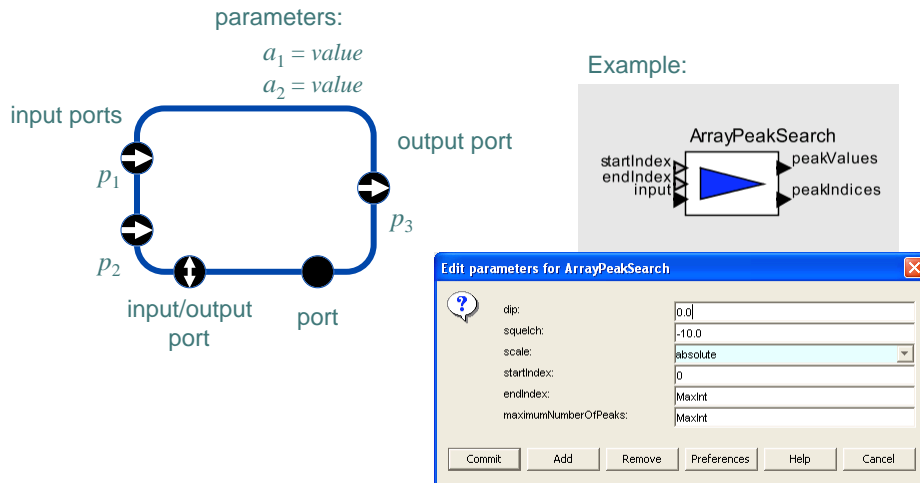 parameters:
a1 = value
a2 = value
input ports
output port
p1
p2
p3
input/output
port
port
Example:
ArrayPeakSearch
startIndex
endIndex
input
peakValues
peakIndices
Edit parameters for ArrayPeakSearch
?
dip:
0.0
squelch:
-10.0
scale:
absolute
startIndex:
0
endIndex:
MaxInt
maximumNumberOfPeaks:
MaxInt
Commit
Add
Remove
Preferences
Help
Cancel